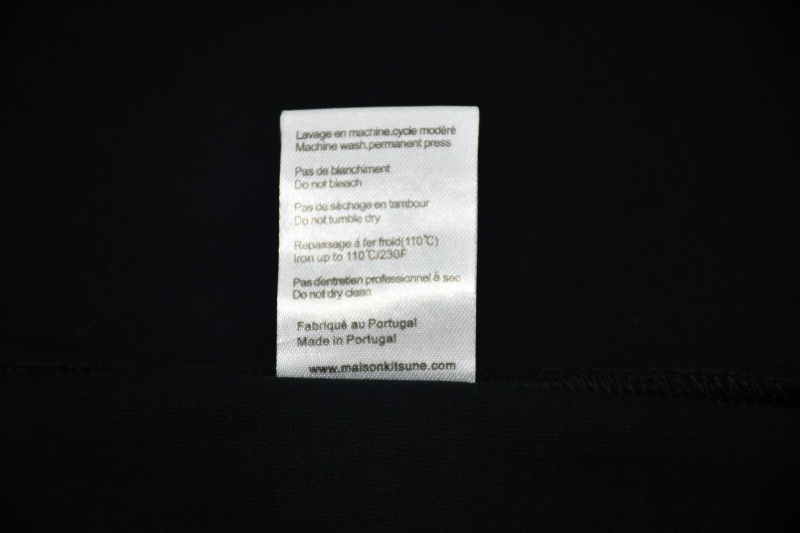 Lavage en machine.cycle modéré
Machine wash.permanent press
Pas de blanchiment
Do not bleach
Pas du séchage en tambour
Do not tumble dry
Repassage á fer froid(110℃)
Iron up to 110℃/230F
Pas d'entretien professionnel ê sec
Do not dry clean
Fabriqué au Portugal
Made in Portugal
www.maisonkitsune.com